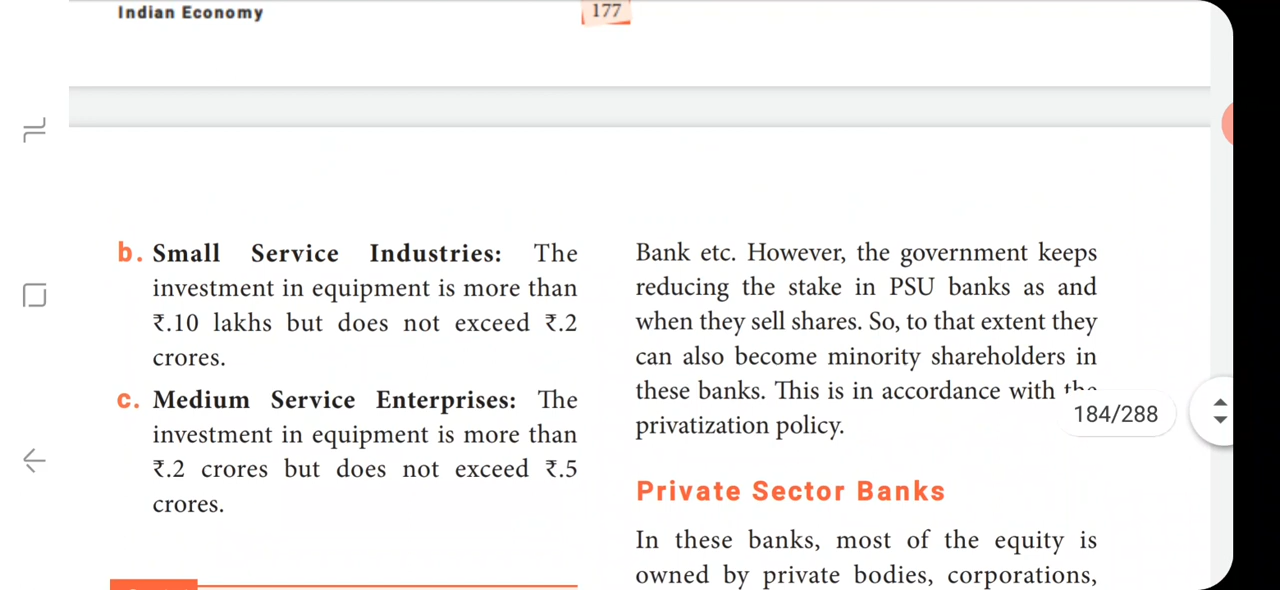 Indian Economy
177
b. Small Service Industries: The
investment in equipment is more than
₹.10 lakhs but does not exceed ₹.2
crores.
c. Medium Service Enterprises: The
investment in equipment is more than
₹.2 crores but does not exceed ₹.5
crores.
Bank etc. However, the government keeps
reducing the stake in PSU banks as and
when they sell shares. So, to that extent they
can also become minority shareholders in
these banks. This is in accordance with the
privatization policy.
184/288
Private Sector Banks
In these banks, most of the equity is
owned by private bodies, corporations,